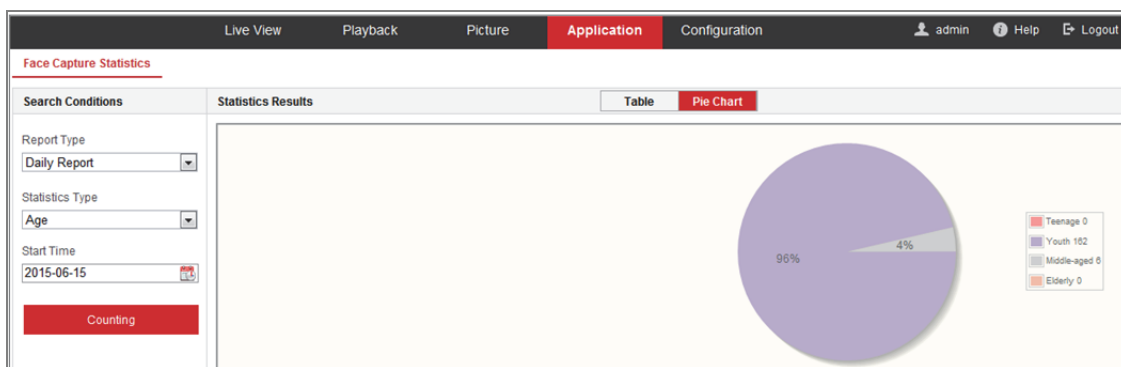 Live View Playback Picture Application Configuration admin Help Logout
Face Capture Statistics
Search Conditions
Statistics Results
Table Pie Chart
Report Type
Daily Report
Statistics Type
Age
Start Time
2015-06-15
Counting
96%
4%
Teenage 0
Youth 162
Middle-aged 6
Elderly 0